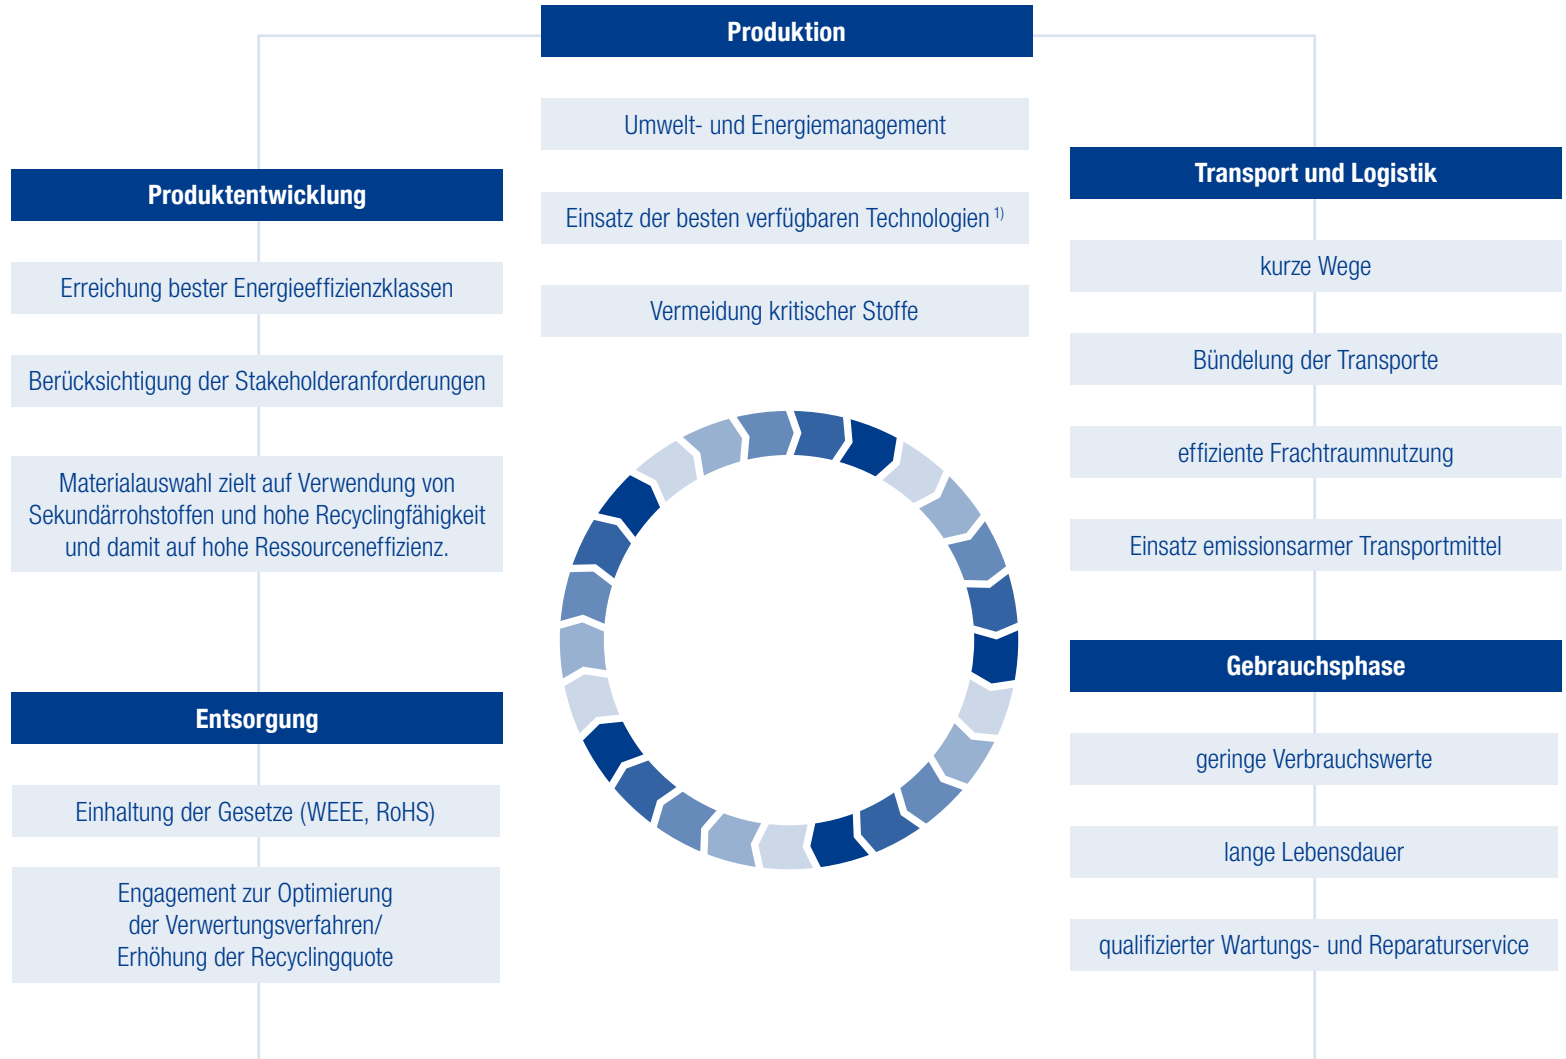 Produktion
Umwelt- und Energiemanagement
Einsatz der besten verfügbaren Technologien 1)
Vermeidung kritischer Stoffe
Produktentwicklung
Erreichung bester Energieeffizienzklassen
Berücksichtigung der Stakeholderanforderungen
Materialauswahl zielt auf Verwendung von
Sekundärrohstoffen und hohe Recyclingfähigkeit
und damit auf hohe Ressourceneffizienz.
Entsorgung
Einhaltung der Gesetze (WEEE, RoHS)
Engagement zur Optimierung
der Verwertungsverfahren/
Erhöhung der Recyclingquote
Transport und Logistik
kurze Wege
Bündelung der Transporte
effiziente Frachtraumnutzung
Einsatz emissionsarmer Transportmittel
Gebrauchsphase
geringe Verbrauchswerte
lange Lebensdauer
qualifizierter Wartungs- und Reparaturservice